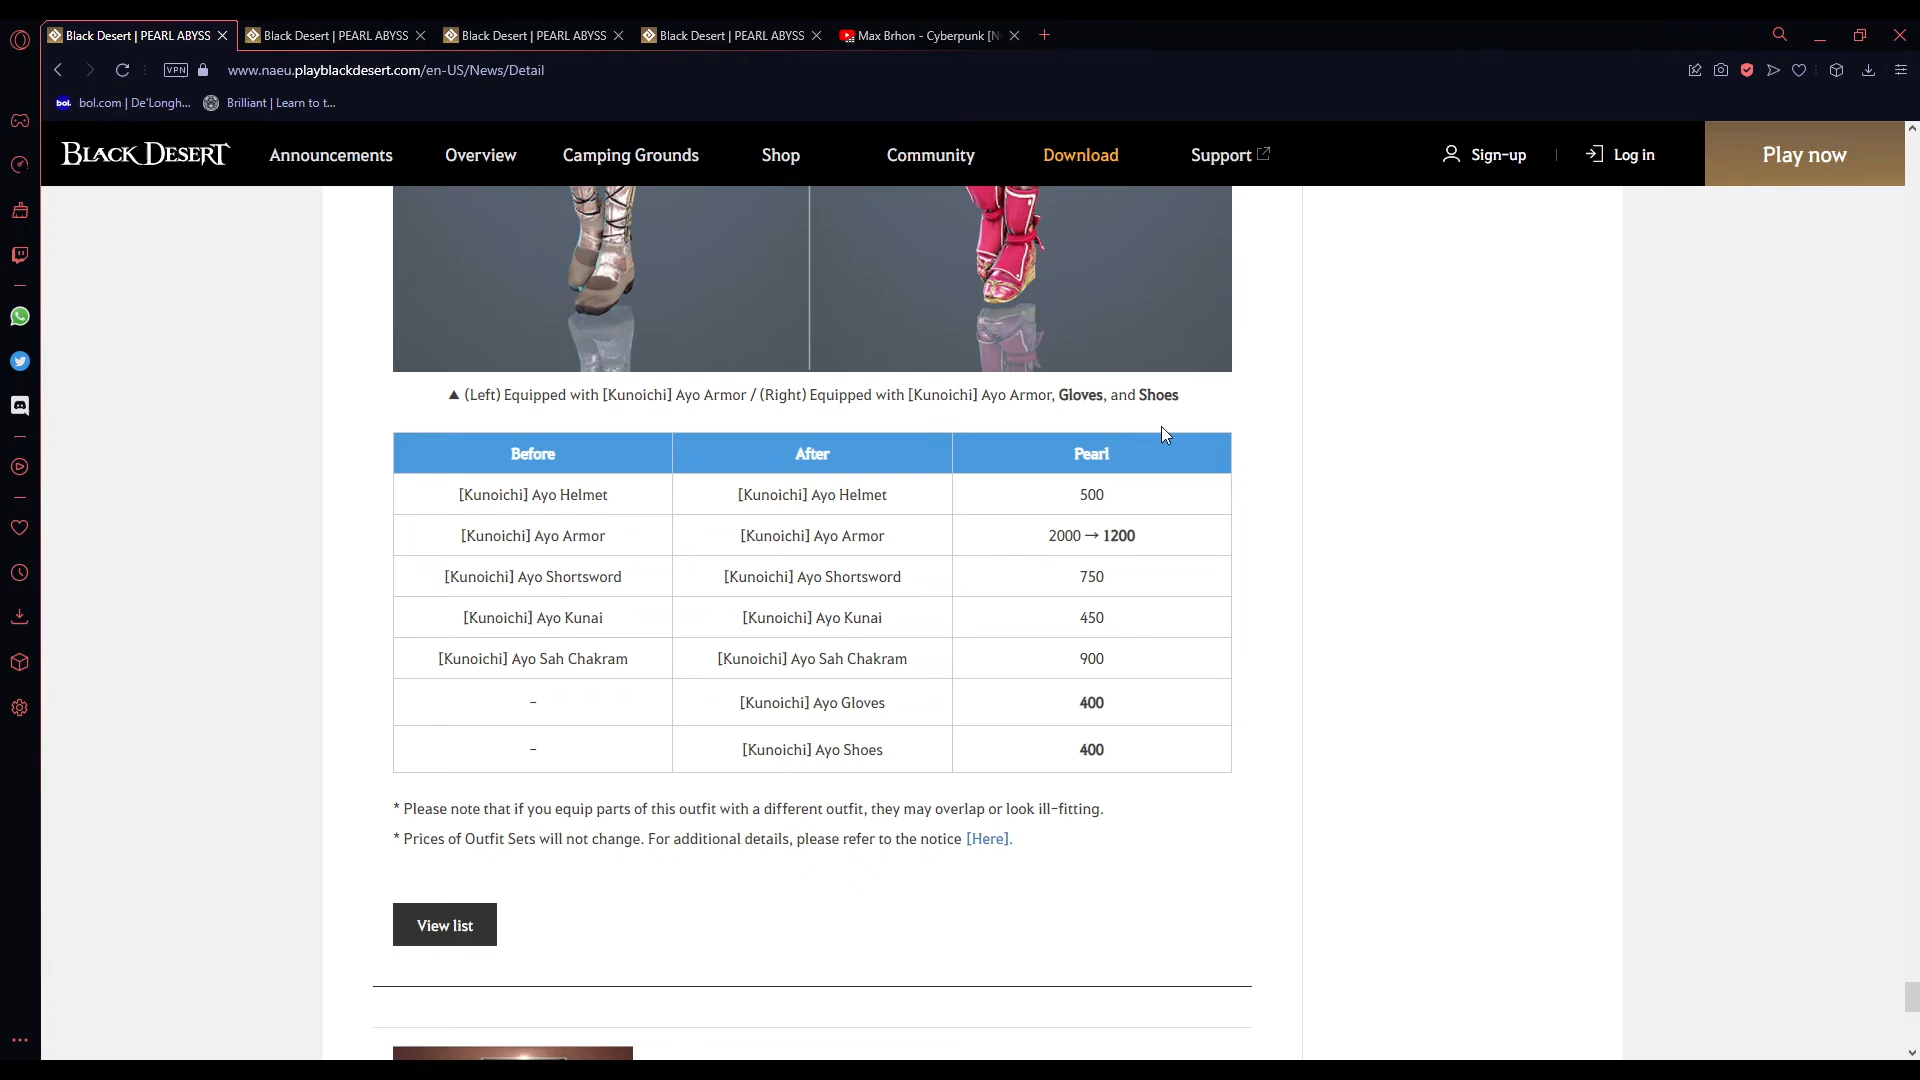 Black Desert | PEARL ABYSS
Black Desert | PEARL ABYSS
Black Desert | PEARL ABYSS
Black Desert | PEARL ABYSS
Max Brhon - Cyberpunk [N
VPN
www.naeu.playblackdesert.com/en-US/News/Detail
bol.
bol.com | De'Longh...
Brilliant | Learn to t...
BLACK DESERT
Announcements
Overview
Camping Grounds
Shop
Community
Download
Support
Sign-up
Log in
Play now
▲ (Left) Equipped with [Kunoichi] Ayo Armor / (Right) Equipped with [Kunoichi] Ayo Armor, Gloves, and Shoes
Before After Pearl
[Kunoichi] Ayo Helmet [Kunoichi] Ayo Helmet 500
[Kunoichi] Ayo Armor [Kunoichi] Ayo Armor 2000 → 1200
[Kunoichi] Ayo Shortsword [Kunoichi] Ayo Shortsword 750
[Kunoichi] Ayo Kunai [Kunoichi] Ayo Kunai 450
[Kunoichi] Ayo Sah Chakram [Kunoichi] Ayo Sah Chakram 900
- [Kunoichi] Ayo Gloves 400
- [Kunoichi] Ayo Shoes 400
* Please note that if you equip parts of this outfit with a different outfit, they may overlap or look ill-fitting.
* Prices of Outfit Sets will not change. For additional details, please refer to the notice [Here].
View list